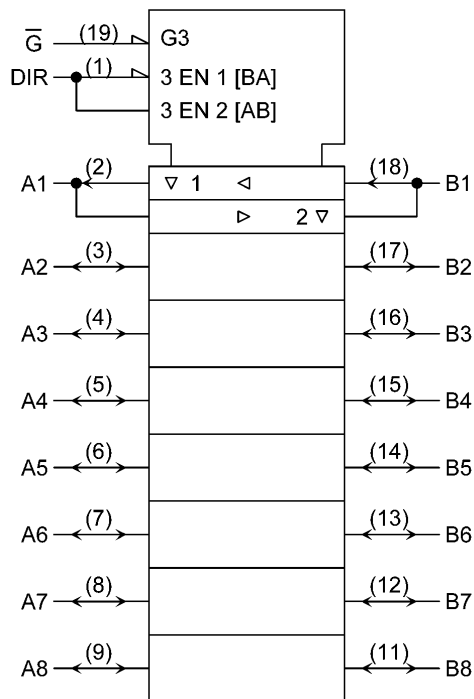 G̅ (19) G3
DIR (1) 3 EN 1 [BA]
3 EN 2 [AB]
A1 (2) ▽ 1 ◁ (18) B1
▷ 2 ▽
A2 (3) (17) B2
A3 (4) (16) B3
A4 (5) (15) B4
A5 (6) (14) B5
A6 (7) (13) B6
A7 (8) (12) B7
A8 (9) (11) B8